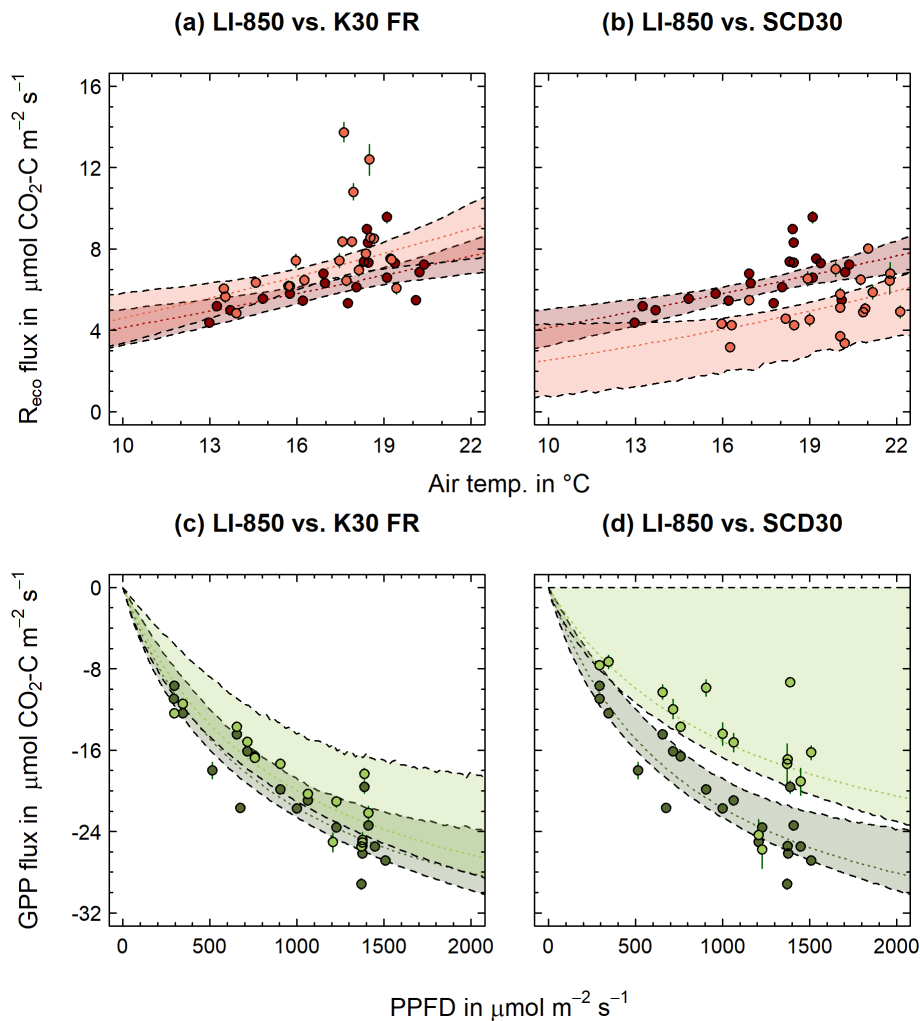 (a) LI-850 vs. K30 FR
(b) LI-850 vs. SCD30
R_eco flux in μmol CO₂-C m⁻² s⁻¹
16
12
8
4
0
10 13 16 19 22
10 13 16 19 22
Air temp. in °C
(c) LI-850 vs. K30 FR
(d) LI-850 vs. SCD30
GPP flux in μmol CO₂-C m⁻² s⁻¹
0
-8
-16
-24
-32
0 500 1000 1500 2000
0 500 1000 1500 2000
PPFD in μmol m⁻² s⁻¹